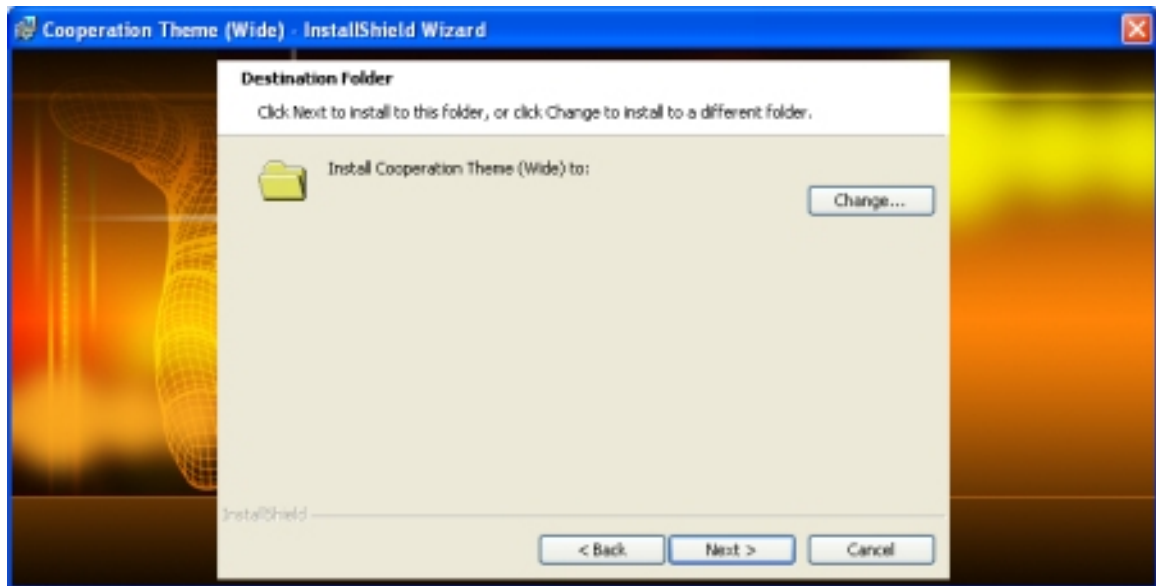 Cooperation Theme (Wide) - InstallShield Wizard
Destination Folder
Click Next to install to this folder, or click Change to install to a different folder.
Install Cooperation Theme (Wide) to:
Change...
InstallShield
< Back
Next >
Cancel